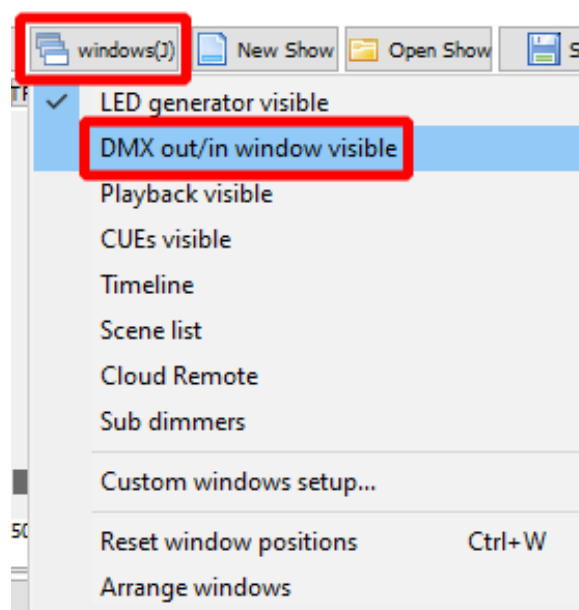 windows(J) New Show Open Show S
LED generator visible
DMX out/in window visible
Playback visible
CUEs visible
Timeline
Scene list
Cloud Remote
Sub dimmers
Custom windows setup...
50
Reset window positions Ctrl+W
Arrange windows